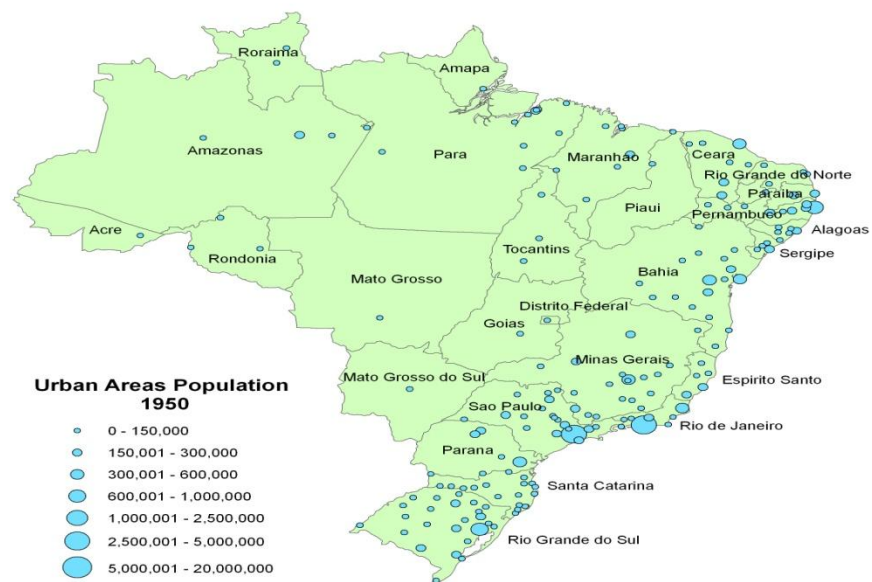 Roraima
Amapa
Amazonas
Para
Maranhao
Ceara
Rio Grande do Norte
Paraiba
Piaui
Pernambuco
Acre
Alagoas
Rondonia
Tocantins
Sergipe
Bahia
Mato Grosso
Distrito Federal
Goias
Minas Gerais
Mato Grosso do Sul
Espirito Santo
Sao Paulo
Rio de Janeiro
Parana
Santa Catarina
Rio Grande do Sul
Urban Areas Population
1950
0 - 150,000
150,001 - 300,000
300,001 - 600,000
600,001 - 1,000,000
1,000,001 - 2,500,000
2,500,001 - 5,000,000
5,000,001 - 20,000,000